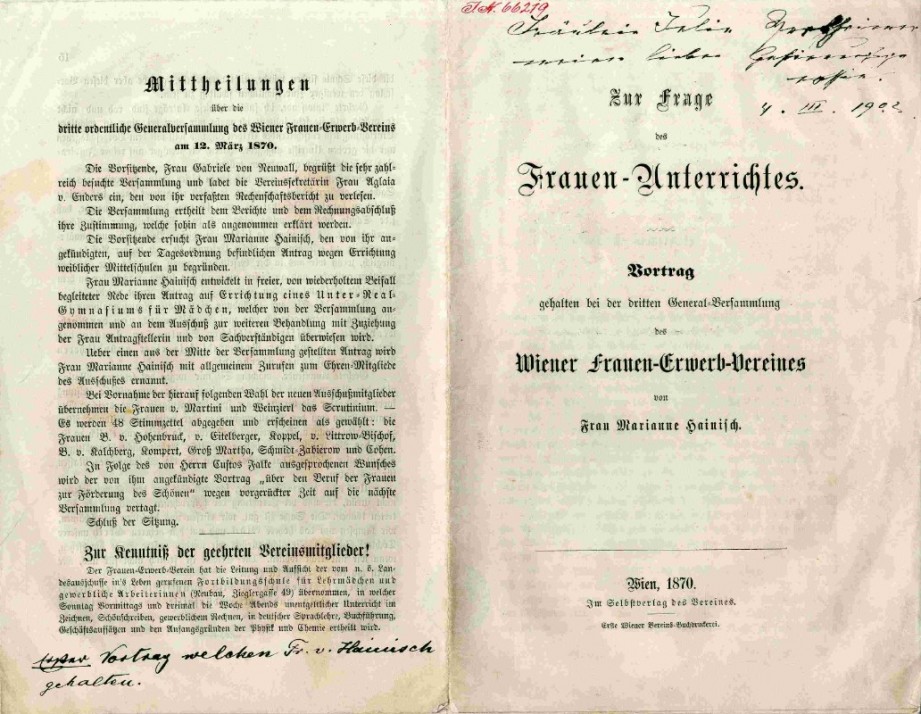 Mittheilungen
über die
dritte ordentliche Generalversammlung des Wiener Frauen-Erwerb-Vereins
am 12. März 1870.
Die Vorsitzende, Frau Gabriele von Neuwall, begrüßt die sehr zahl-
reich besuchte Versammlung und ladet die Vereinssekretärin Frau Aglaia
v. Enders ein, den von ihr verfaßten Rechenschaftsbericht zu verlesen.
Die Versammlung ertheilt dem Berichte und dem Rechnungsabschluß
ihre Zustimmung, welche sohin als angenommen erklärt werden.
Die Vorsitzende ersucht Frau Marianne Hainisch, den von ihr an-
gekündigten, auf der Tagesordnung befindlichen Antrag wegen Errichtung
weiblicher Mittelschulen zu begründen.
Frau Marianne Hainisch entwickelt in freier, von wiederholtem Beifall
begleiteter Rede ihren Antrag auf Errichtung eines Unter-Real-
Gymnasiums für Mädchen, welcher von der Versammlung an-
genommen und an dem Ausschuß zur weiteren Behandlung mit Zuziehung
der Frau Antragstellerin und von Sachverständigen überwiesen wird.
Ueber einen aus der Mitte der Versammlung gestellten Antrag wird
Frau Marianne Hainisch mit allgemeinem Zurufen zum Ehren-Mitgliede
des Ausschußes ernannt.
Bei Vornahme der hierauf folgenden Wahl der neuen Ausschußmitglieder
übernehmen die Frauen v. Martini und Weinzierl das Scrutinium. —
Es werden 48 Stimmzettel abgegeben und erscheinen als gewählt: die
Frauen B. v. Hohenbruck, v. Eitelberger, Koppel, v. Littrow-Bischof,
B. v. Kalchberg, Kompert, Groß Martha, Schmidt-Zabierow und Cohen.
In Folge des von Herrn Custos Falke ausgesprochenen Wunsches
wird der von ihm angekündigte Vortrag „über den Beruf der Frauen
zur Förderung des Schönen“ wegen vorgerückter Zeit auf die nächste
Versammlung vertagt.
Schluß der Sitzung.
Zur Kenntniß der geehrten Vereinsmitglieder!
Der Frauen-Erwerb-Verein hat die Leitung und Aufsicht der vom n. ö. Lan-
desausschusse in's Leben gerufenen Fortbildungsschule für Lehrmädchen und
gewerbliche Arbeiterinnen (Neubau, Zieglergasse 49) übernommen, in welcher
Sonntag Vormittags und dreimal die Woche Abends unentgeltlicher Unterricht im
Zeichnen, Schönschreiben, gewerblichem Rechnen, in deutscher Sprachlehre, Buchführung,
Geschäftsaufsätzen und den Anfangsgründen der Physik und Chemie ertheilt wird.
Vortrag welchen Fr. v. Hainisch
gehalten.
I.N. 66219
Fräulein
meiner lieben
4. III. 1902.
Zur Frage
des
Frauen-Unterrichtes.
Vortrag
gehalten bei der dritten General-Versammlung
des
Wiener Frauen-Erwerb-Vereines
von
Frau Marianne Hainisch.
Wien, 1870.
Im Selbstverlag des Vereines.
Erste Wiener Vereins-Buchdruckerei.